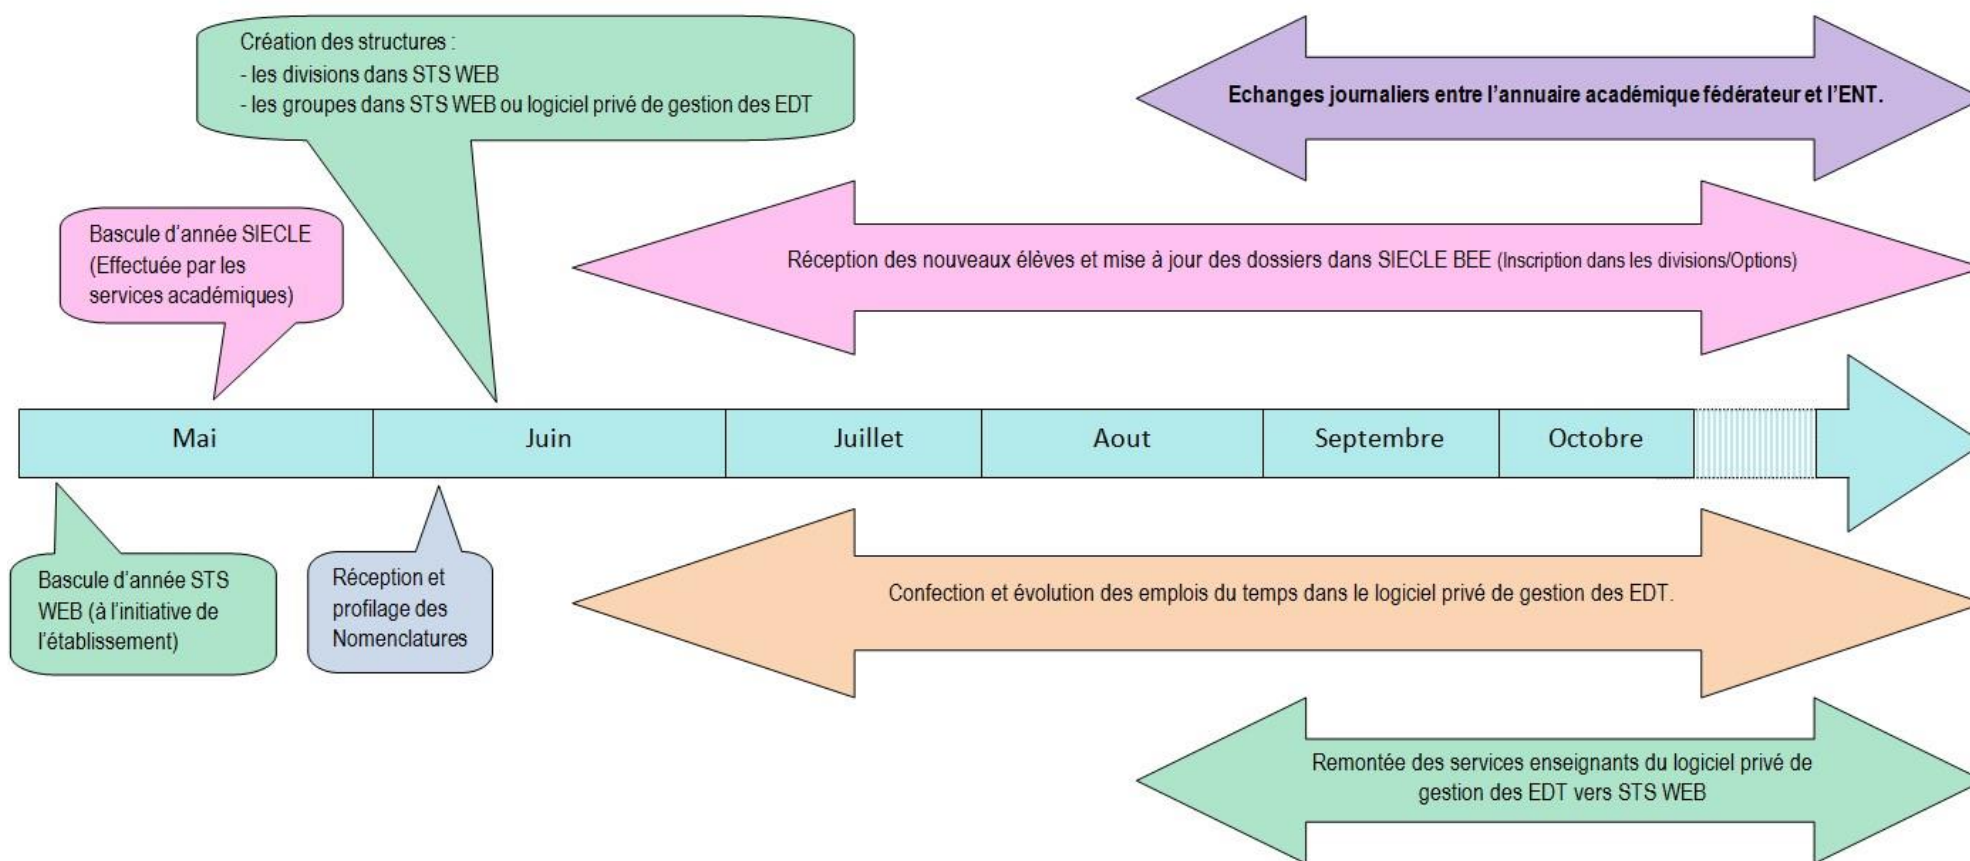 Création des structures :
- les divisions dans STS WEB
- les groupes dans STS WEB ou logiciel privé de gestion des EDT
Echanges journaliers entre l'annuaire académique fédérateur et l'ENT.
Bascule d'année SIECLE
(Effectuée par les
services académiques)
Réception des nouveaux élèves et mise à jour des dossiers dans SIECLE BEE (Inscription dans les divisions/Options)
Mai
Juin
Juillet
Aout
Septembre
Octobre
Bascule d'année STS
WEB (à l'initiative de
l'établissement)
Réception et
profilage des
Nomenclatures
Confection et évolution des emplois du temps dans le logiciel privé de gestion des EDT.
Remontée des services enseignants du logiciel privé de
gestion des EDT vers STS WEB